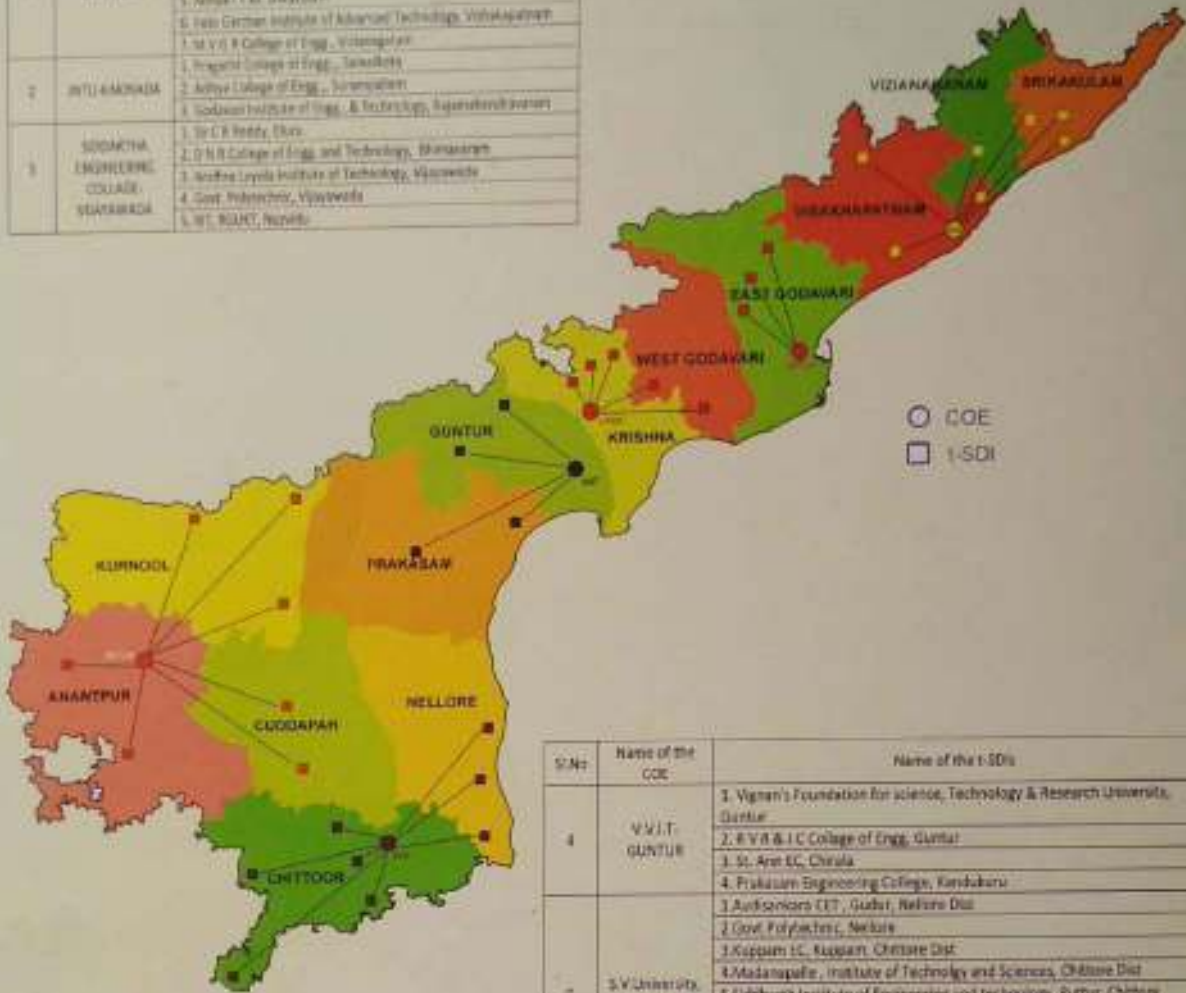 6. Indo German Institute of Advanced Technology, Vishakapatnam
7. M V G R College of Engg., Vizianagaram
2
JNTU KAKINADA
1. Pragathi College of Engg.,
2. Aditya College of Engg., Surampalem
3. Godavari Institute of Engg. & Technology, Rajamahendravaram
3
SIDDARTHA ENGINEERING COLLAGE- VIJAYAWADA
1. Sir C R Reddy, Eluru
2. D N R College of Engg and Technology, Bhimavaram
3. Andhra Loyola Institute of Technology, Vijayawada
4. Govt. Polytechnic, Vijayawada
5. IIIT, RGUKT, Nuzvidu
VIZIANAGARAM
SRIKAKULAM
VISAKHAPATNAM
EAST GODAVARI
WEST GODAVARI
KRISHNA
GUNTUR
PRAKASAM
KURNOOL
ANANTPUR
CUDDAPAH
NELLORE
CHITTOOR
COE
t-SDI
Sl.No
Name of the COE
Name of the t-SDIs
4
V.V.I.T- GUNTUR
1. Vignan's Foundation for science, Technology & Research University, Guntur
2. R V R & J C College of Engg, Guntur
3. St. Ann EC, Chirala
4. Prakasam Engineering College, Kandukuru
S.V.University,
1.Audisankara CET, Gudur, Nellore Dist
2.Govt Polytechnic, Nellore
3.Kuppam EC, Kuppam, Chittore Dist
4.Madanapalle, Institute of Technolgy and Sciences, Chittore Dist